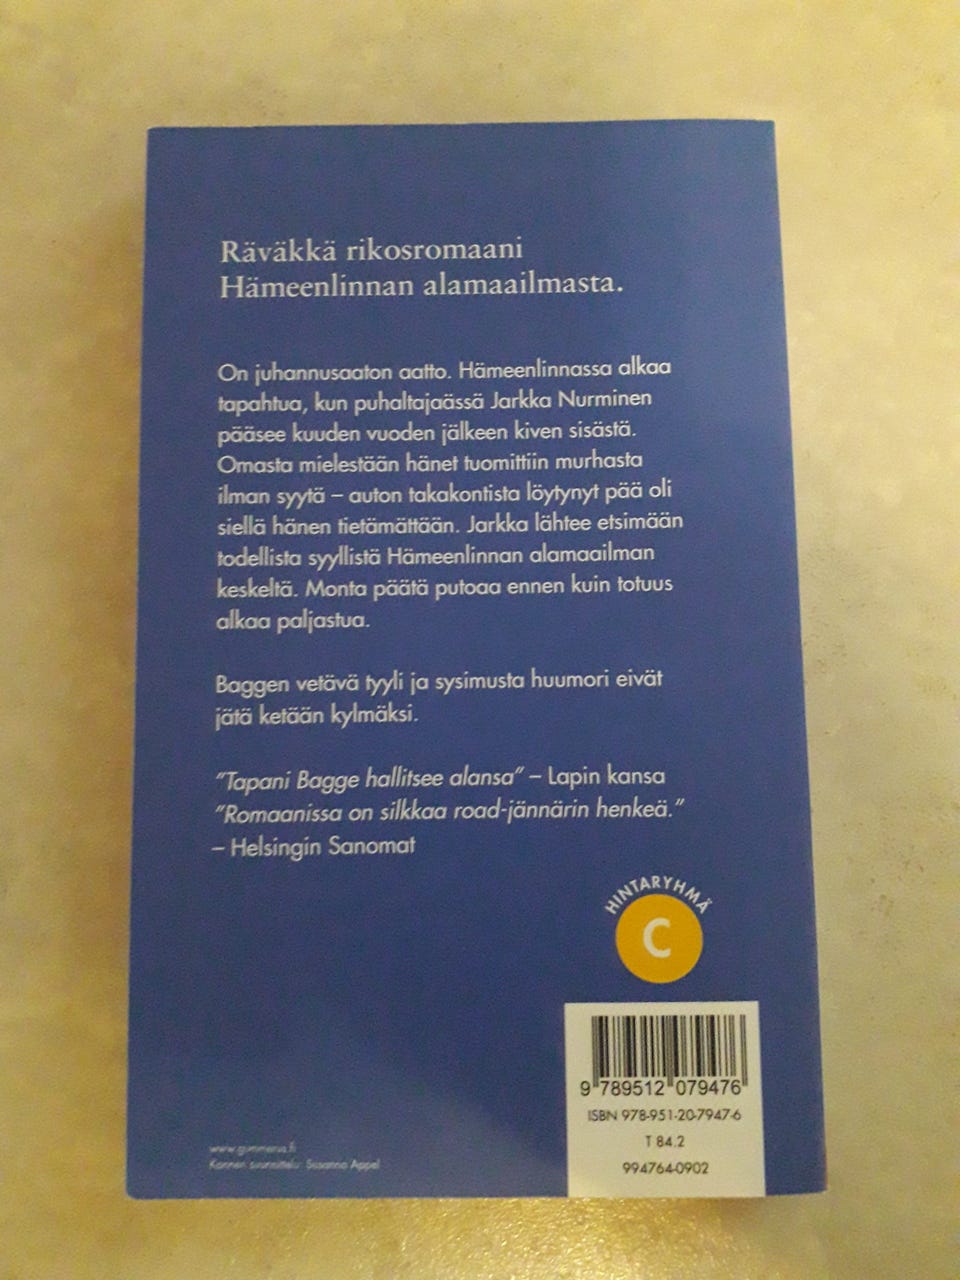 Räväkkä rikosromaani
Hämeenlinnan alamaailmasta.
On juhannusaaton aatto. Hämeenlinnassa alkaa
tapahtua, kun puhaltajaässä Jarkka Nurminen
pääsee kuuden vuoden jälkeen kiven sisästä.
Omasta mielestään hänet tuomittiin murhasta
ilman syytä – auton takakontista löytynyt pää oli
siellä hänen tietämättään. Jarkka lähtee etsimään
todellista syyllistä Hämeenlinnan alamaailman
keskeltä. Monta päätä putoaa ennen kuin totuus
alkaa paljastua.
Baggen vetävä tyyli ja sysimusta huumori eivät
jätä ketään kylmäksi.
"Tapani Bagge hallitsee alansa" – Lapin kansa
"Romaanissa on silkkaa road-jännärin henkeä."
– Helsingin Sanomat
HINTARYHMÄ
C
9 789512 079476
ISBN 978-951-20-7947-6
T 84.2
994764-0902
www.gummerus.fi
Kannen suunnittelu: Susanna Appel